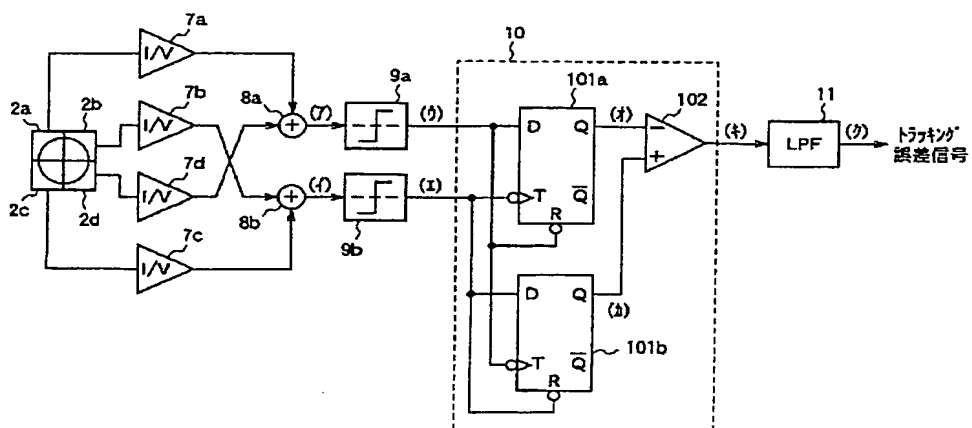 7a
10
I/V
101a
7b
9a
11
2a
2b
8a
102
(ア)
(ウ)
D
Q
(オ)
−
(キ)
LPF
(ク)
トラッキング
誤差信号
I/V
+
+
7d
(イ)
(エ)
T
Q̄
I/V
+
R
2c
2d
8b
9b
7c
D
Q
I/V
(カ)
T
Q̄
101b
R